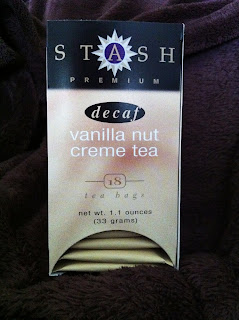 STASH
PREMIUM
decaf
vanilla nut
creme tea
18
tea bags
net wt. 1.1 ounces
(33 grams)